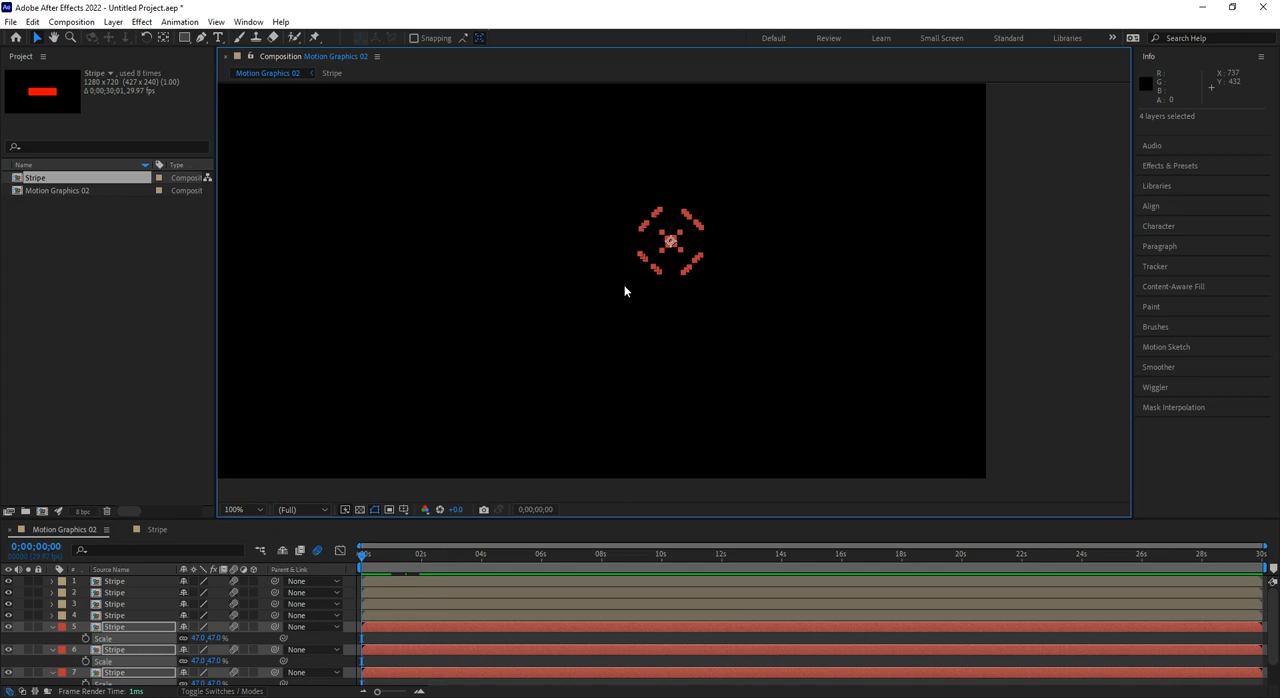 Adobe After Effects 2022 - Untitled Project.aep *
File Edit Composition Layer Effect Animation View Window Help
Snapping
Default Review Learn Small Screen Standard Libraries
Search Help
Project
Stripe, used 8 times
1280 x 720 (427 x 240) (1.00)
Δ 0;00;30;01, 29.97 fps
Name Type
Stripe Composit
Motion Graphics 02 Composit
8 bpc
Composition Motion Graphics 02
Motion Graphics 02 Stripe
100% (Full) +0.0 0;00;00;00
Info
R: X: 737
G: Y: 432
B:
A: 0
4 layers selected
Audio
Effects & Presets
Libraries
Align
Character
Paragraph
Tracker
Content-Aware Fill
Paint
Brushes
Motion Sketch
Smoother
Wiggler
Mask Interpolation
Motion Graphics 02 Stripe
0;00;00;00
00000 (29.97 fps)
# Source Name Parent & Link
02s 04s 06s 08s 10s 12s 14s 16s 18s 20s 22s 24s 26s 28s 30s
1 Stripe None
2 Stripe None
3 Stripe None
4 Stripe None
5 Stripe None
Scale 47.0,47.0%
6 Stripe None
Scale 47.0,47.0%
7 Stripe None
Frame Render Time: 1ms Toggle Switches / Modes